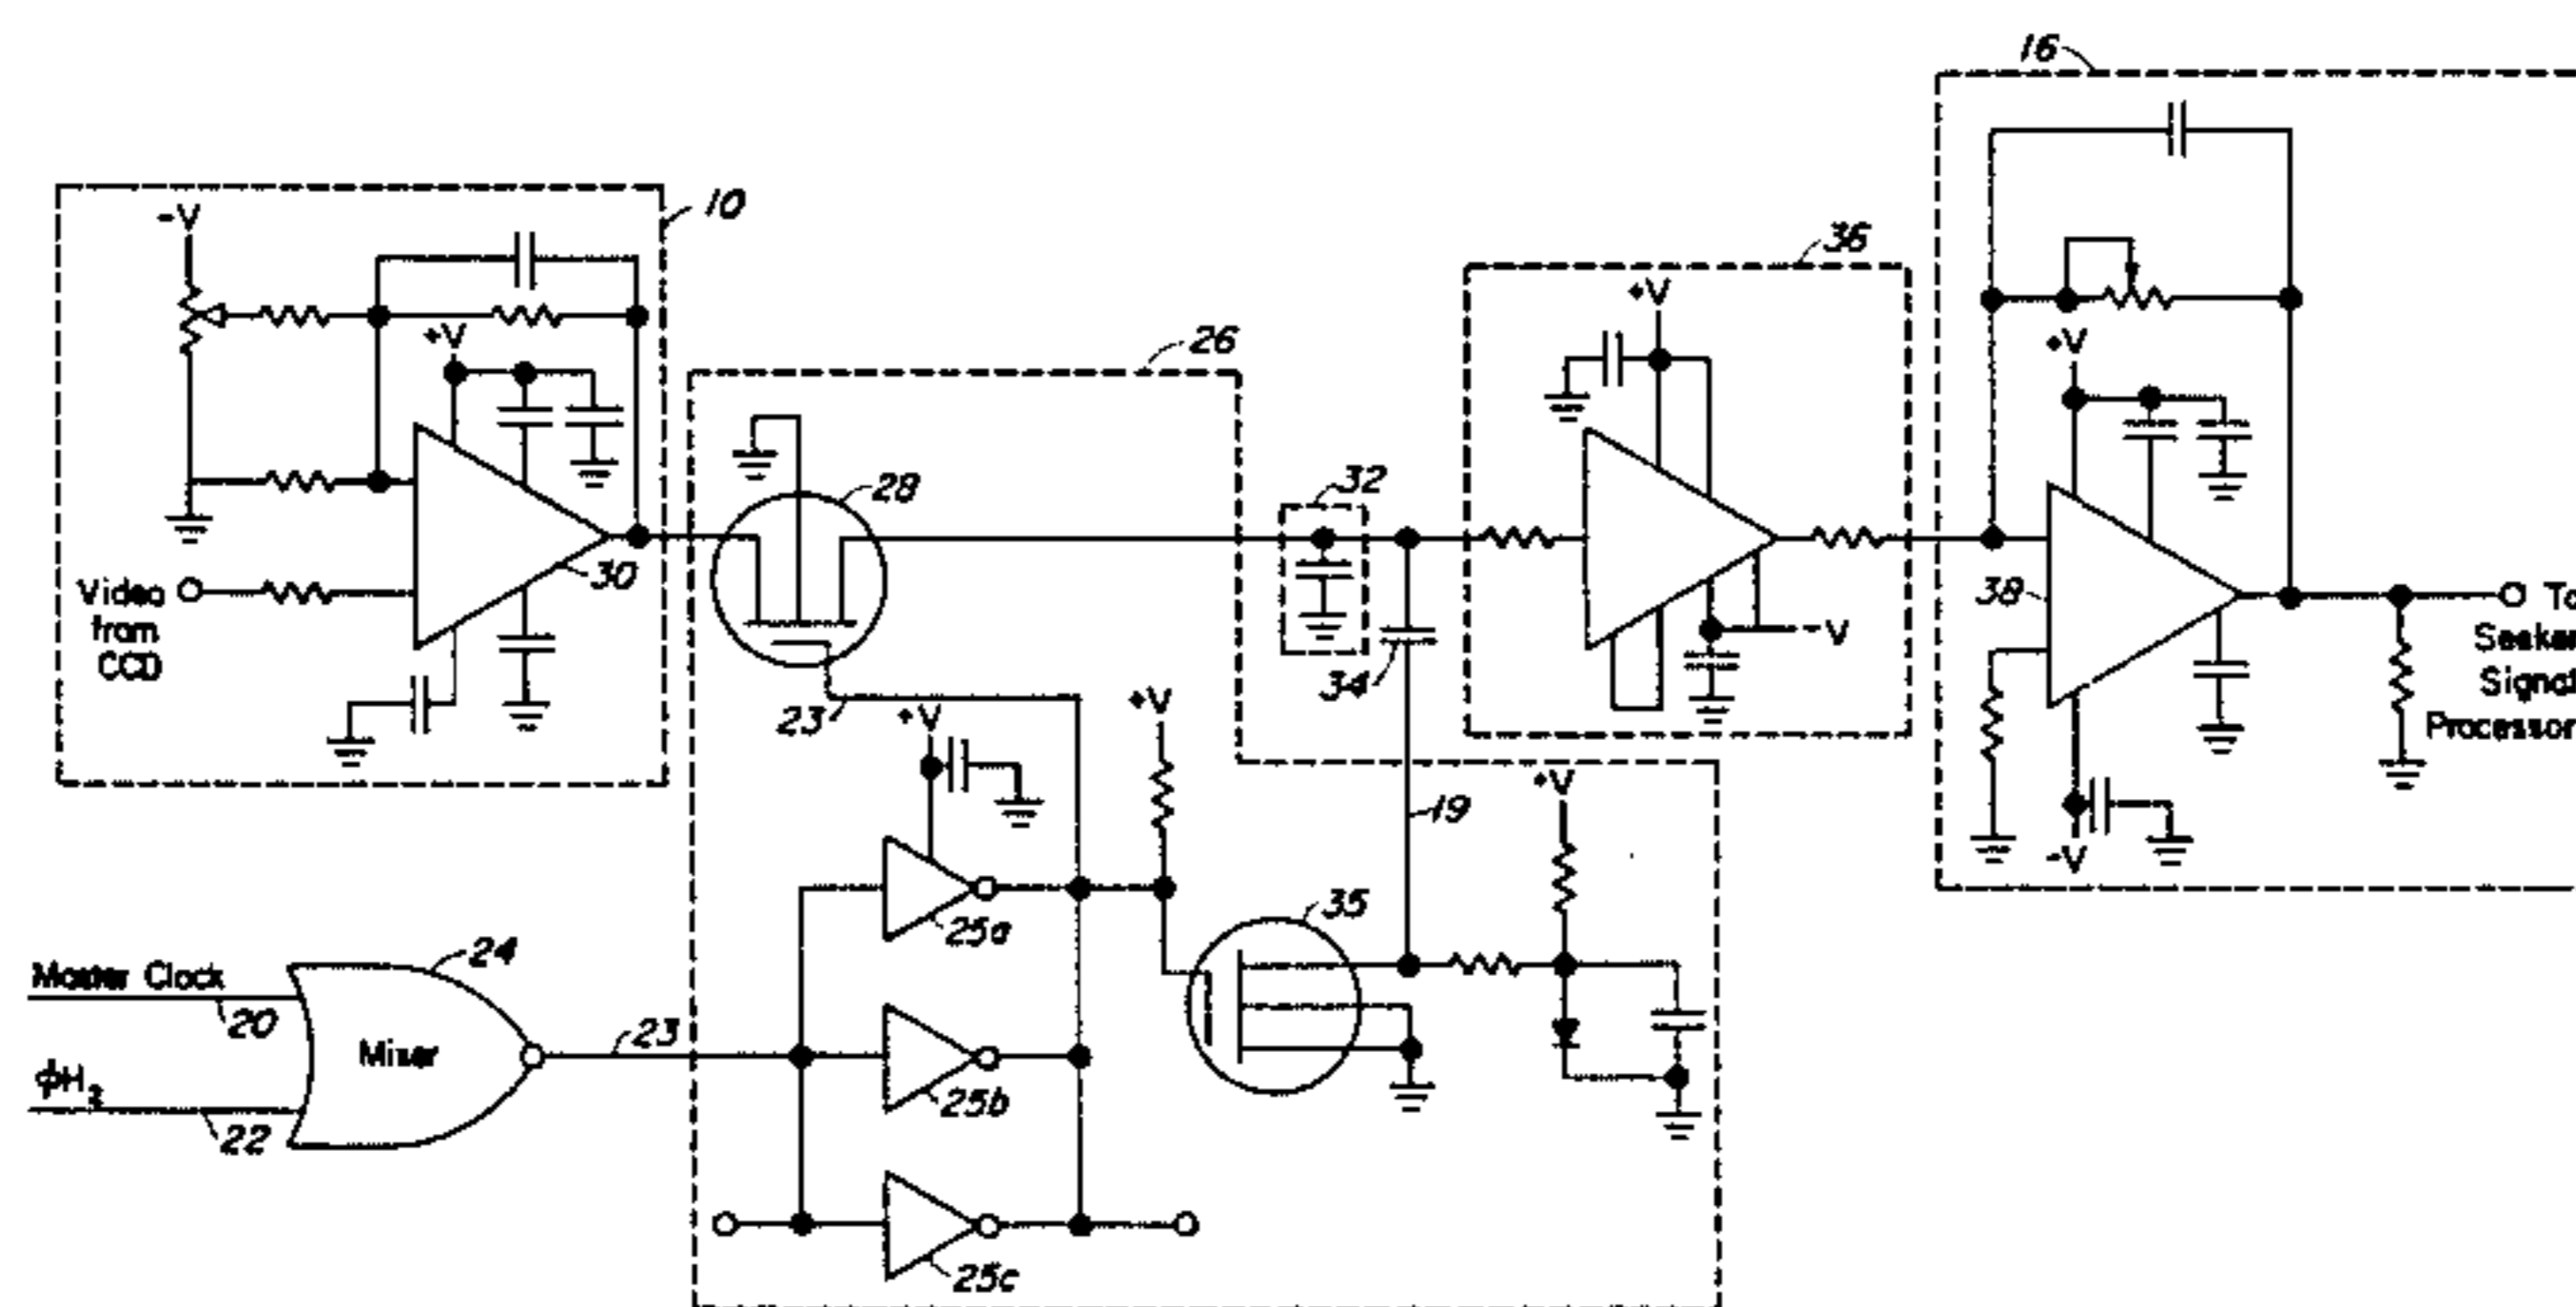 16
10
-V
36
+V
+V
26
+V
28
32
30
Video
from
CCD
38
To
Seeker
Signal
Processor
-V
34
23
+V
+V
+V
19
-V
25a
35
24
Master Clock
20
23
Mixer
ϕH2
25b
22
25c